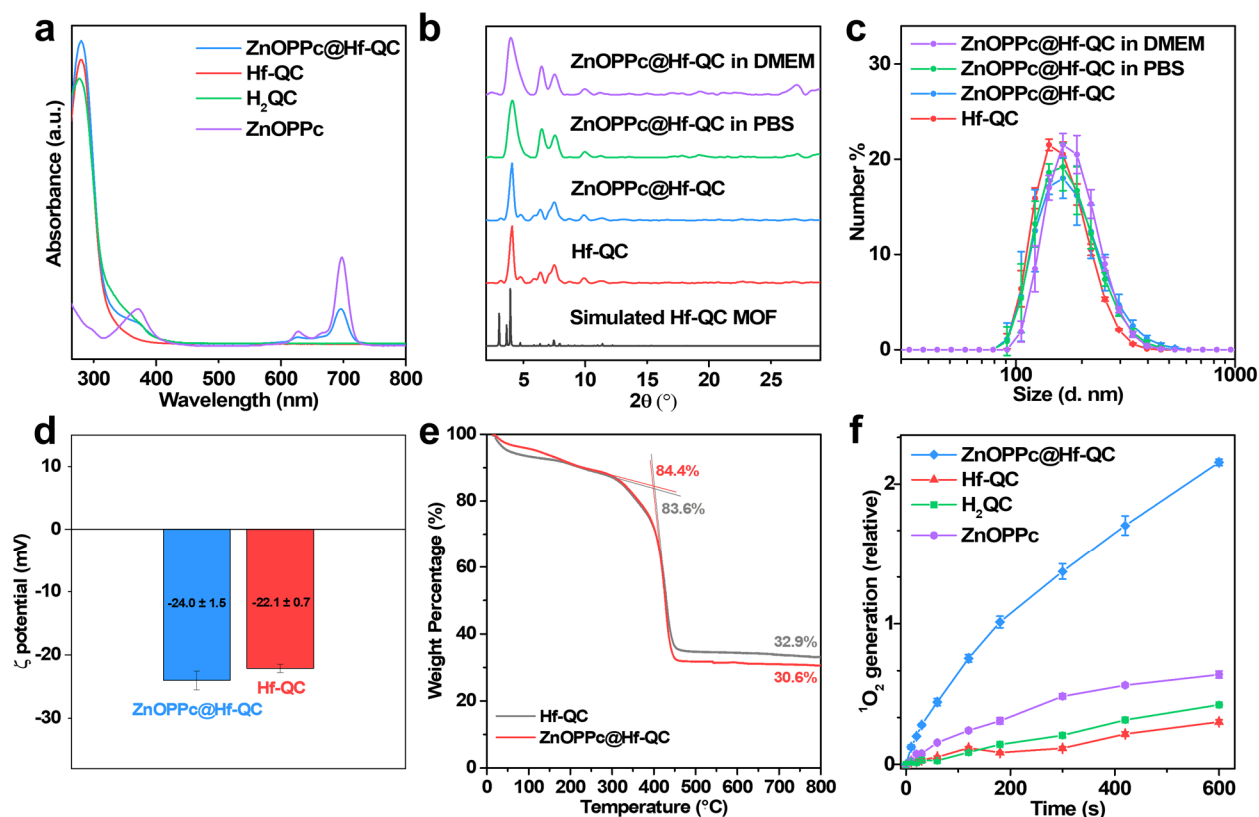 a
ZnOPPc@Hf-QC
Hf-QC
H₂QC
ZnOPPc
Absorbance (a.u.)
300 400 500 600 700 800
Wavelength (nm)
b
ZnOPPc@Hf-QC in DMEM
ZnOPPc@Hf-QC in PBS
ZnOPPc@Hf-QC
Hf-QC
Simulated Hf-QC MOF
5 10 15 20 25
2θ (°)
c
ZnOPPc@Hf-QC in DMEM
ZnOPPc@Hf-QC in PBS
ZnOPPc@Hf-QC
Hf-QC
Number %
30
20
10
0
100 1000
Size (d. nm)
d
ζ potential (mV)
10
0
-10
-20
-30
-24.0 ± 1.5
-22.1 ± 0.7
Hf-QC
ZnOPPc@Hf-QC
e
Weight Percentage (%)
100
80
60
40
20
0
84.4%
83.6%
32.9%
30.6%
Hf-QC
ZnOPPc@Hf-QC
0 100 200 300 400 500 600 700 800
Temperature (°C)
f
ZnOPPc@Hf-QC
Hf-QC
H₂QC
ZnOPPc
¹O₂ generation (relative)
2
1
0
0 200 400 600
Time (s)